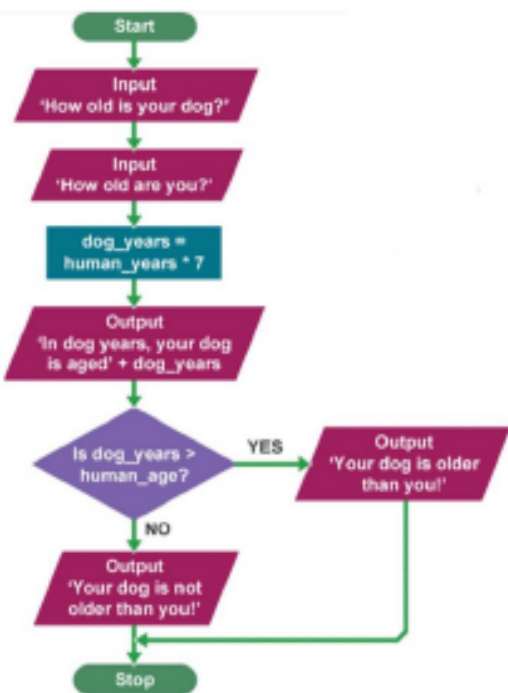 Start
Input
'How old is your dog?'
Input
'How old are you?'
dog_years =
human_years * 7
Output
'In dog years, your dog
is aged' + dog_years
Is dog_years >
human_age?
YES
Output
'Your dog is older
than you!'
NO
Output
'Your dog is not
older than you!'
Stop